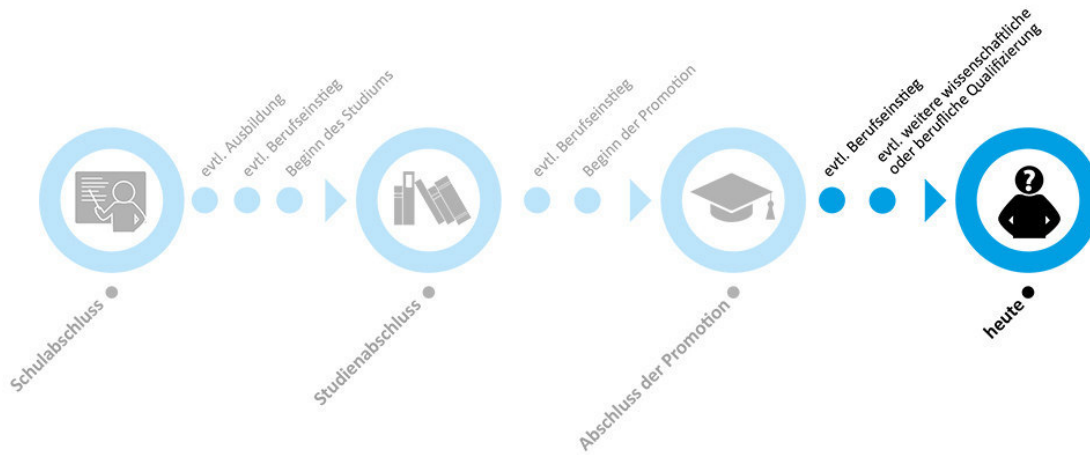 evtl. Ausbildung
evtl. Berufseinstieg
Beginn des Studiums
evtl. Berufseinstieg
Beginn der Promotion
evtl. Berufseinstieg
evtl. weitere wissenschaftliche
oder berufliche Qualifizierung
?
Schulabschluss
Studienabschluss
Abschluss der Promotion
heute